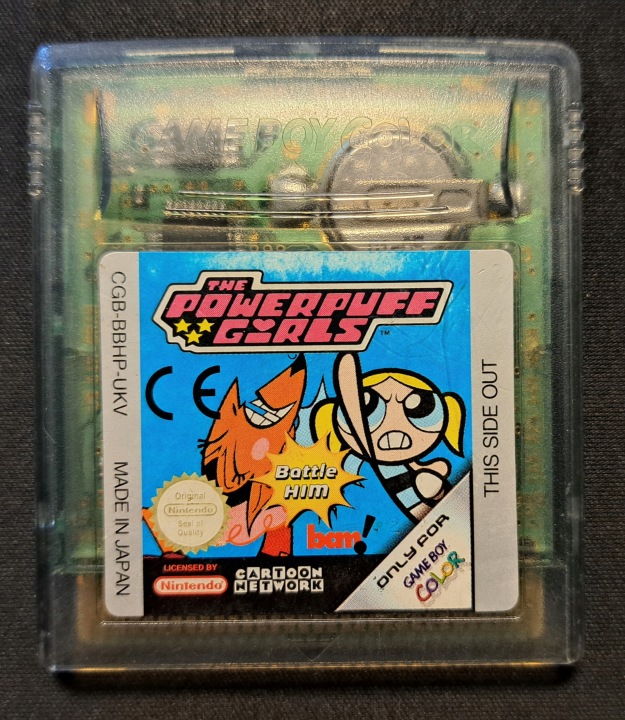 GAME BOY COLOR
THE
POWERPUFF
GIRLS
TM
CE
CGB-BBHP-UKV MADE IN JAPAN
THIS SIDE OUT
Battle
HIM
Original
Nintendo
Seal of
Quality
bam!
ONLY FOR
GAME BOY
COLOR
LICENSED BY
Nintendo
CARTOON
NETWORK